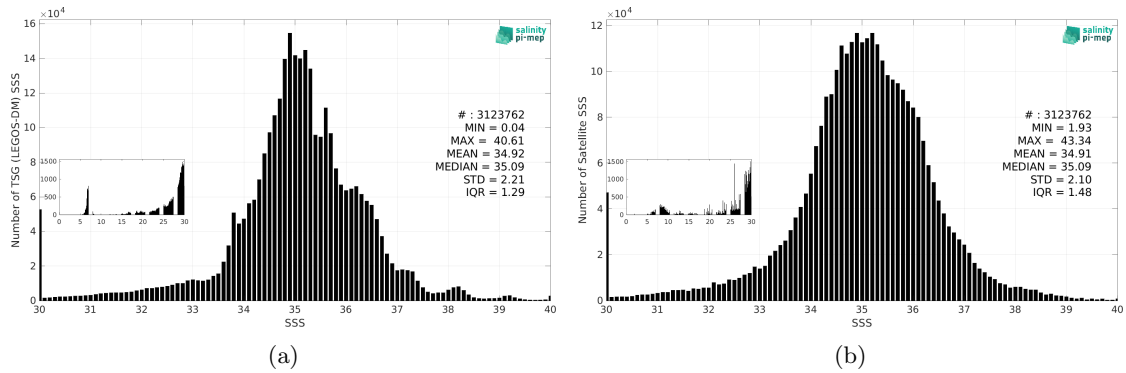 ×10⁴
16
14
12
10
8
6
4
2
0
Number of TSG (LEGOS-DM) SSS
salinity
pi-mep
# : 3123762
MIN = 0.04
MAX = 40.61
MEAN = 34.92
MEDIAN = 35.09
STD = 2.21
IQR = 1.29
1500
1000
500
0
0 5 10 15 20 25 30
30 31 32 33 34 35 36 37 38 39 40
SSS
(a)
×10⁴
12
10
8
6
4
2
0
Number of Satellite SSS
salinity
pi-mep
# : 3123762
MIN = 1.93
MAX = 43.34
MEAN = 34.91
MEDIAN = 35.09
STD = 2.10
IQR = 1.48
1500
1000
500
0
0 5 10 15 20 25 30
30 31 32 33 34 35 36 37 38 39 40
SSS
(b)